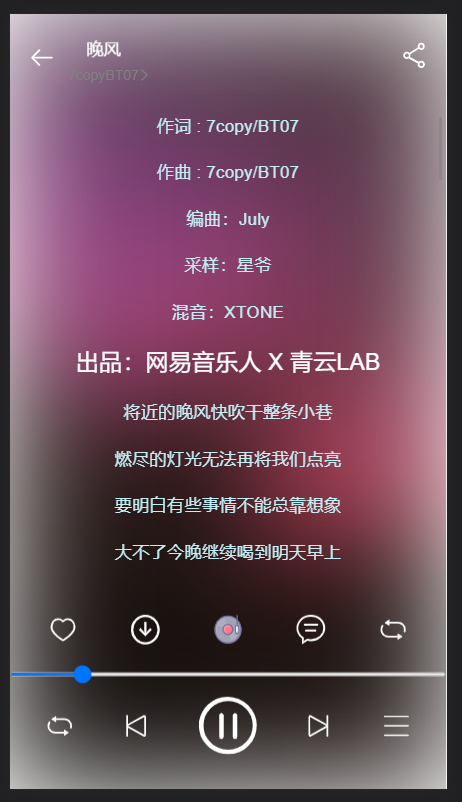 晚风
7copyBT07
作词 : 7copy/BT07
作曲 : 7copy/BT07
编曲：July
采样：星爷
混音：XTONE
出品：网易音乐人 X 青云LAB
将近的晚风快吹干整条小巷
燃尽的灯光无法再将我们点亮
要明白有些事情不能总靠想象
大不了今晚继续喝到明天早上